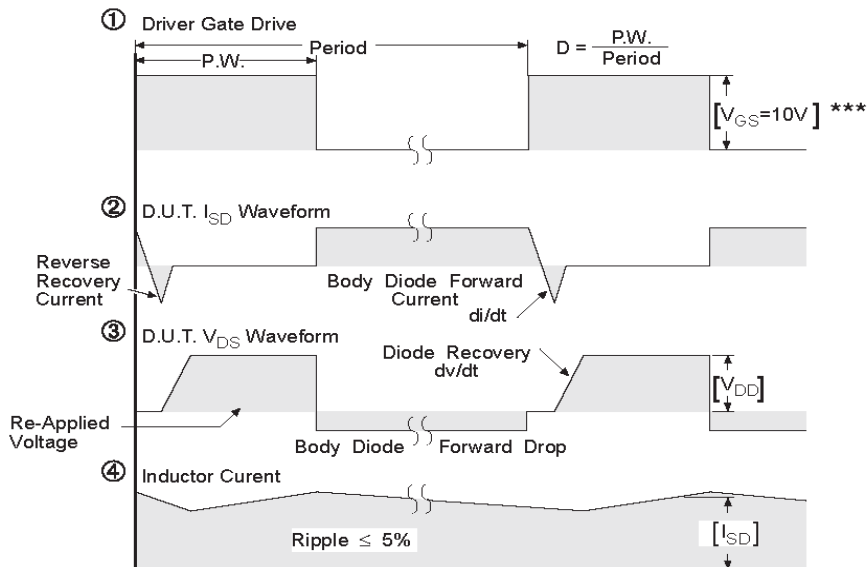 ① Driver Gate Drive
Period
P.W.
D = P.W. / Period
[VGS=10V] ***
② D.U.T. ISD Waveform
Reverse
Recovery
Current
Body Diode Forward
Current
di/dt
③ D.U.T. VDS Waveform
Diode Recovery
dv/dt
[VDD]
Re-Applied
Voltage
Body Diode Forward Drop
④ Inductor Curent
Ripple ≤ 5%
[ISD]